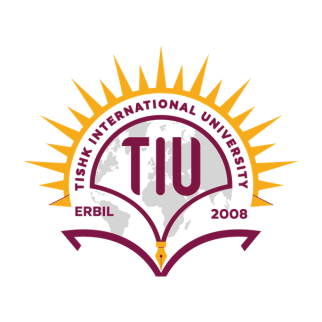 TISHK INTERNATIONAL UNIVERSITY
TIU
ERBIL
2008